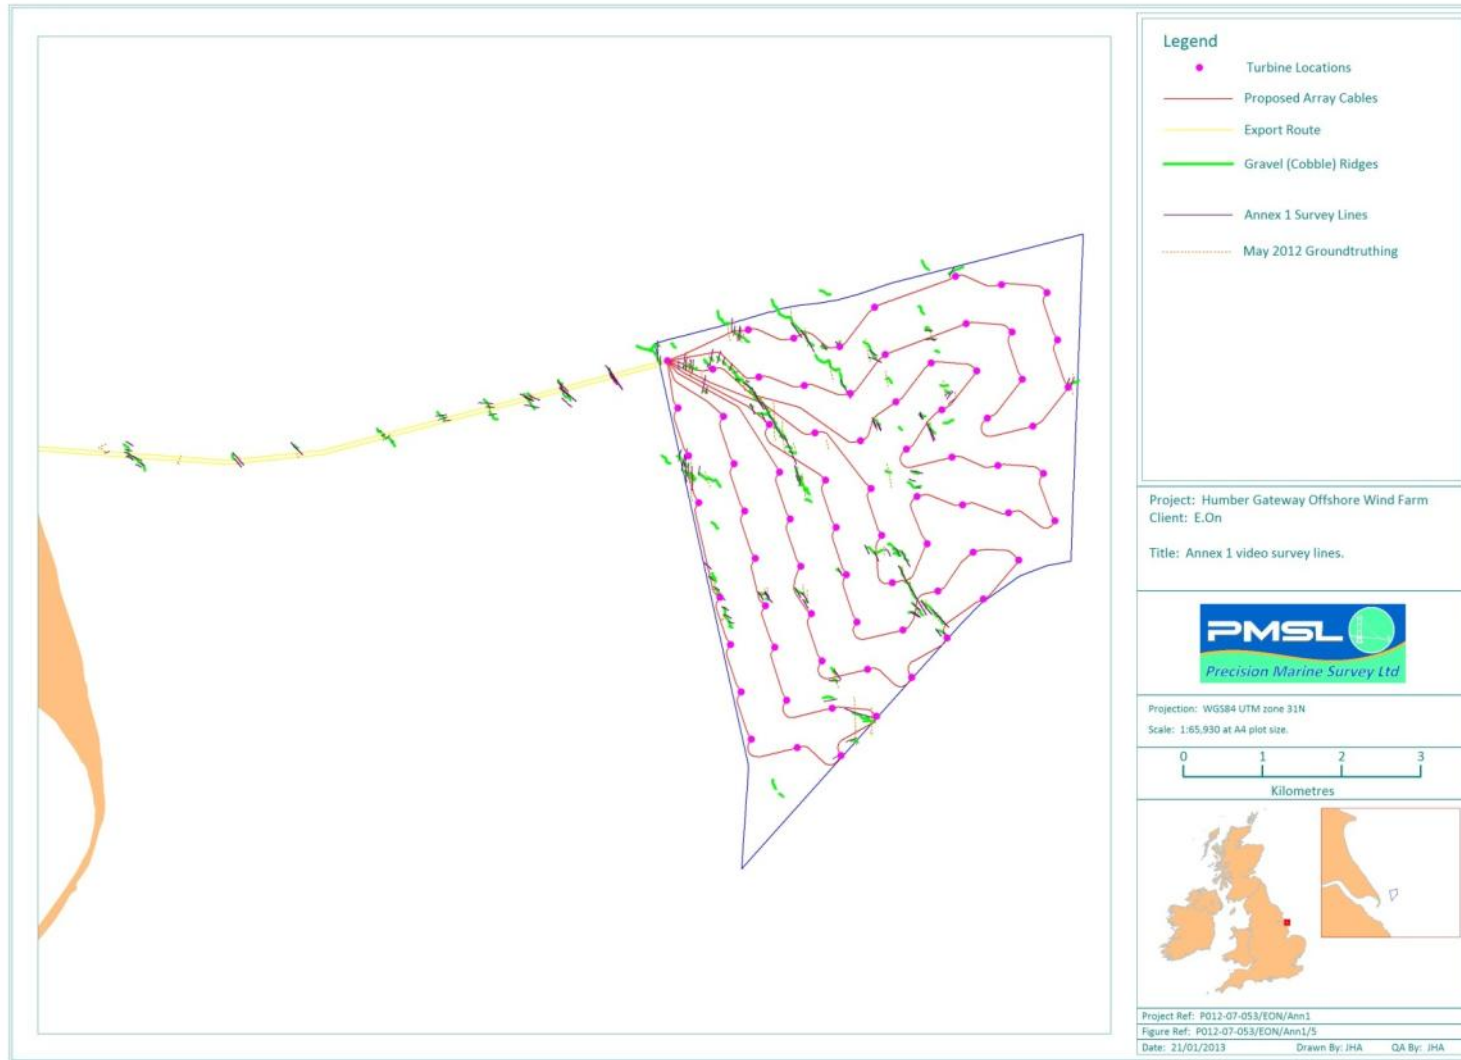 Legend
Turbine Locations
Proposed Array Cables
Export Route
Gravel (Cobble) Ridges
Annex 1 Survey Lines
May 2012 Groundtruthing
Project: Humber Gateway Offshore Wind Farm
Client: E.On
Title: Annex 1 video survey lines.
PMSL
Precision Marine Survey Ltd
Projection: WGS84 UTM zone 31N
Scale: 1:65,930 at A4 plot size.
0 1 2 3
Kilometres
Project Ref: P012-07-053/EON/Ann1
Figure Ref: P012-07-053/EON/Ann1/5
Date: 21/01/2013 Drawn By: JHA QA By: JHA